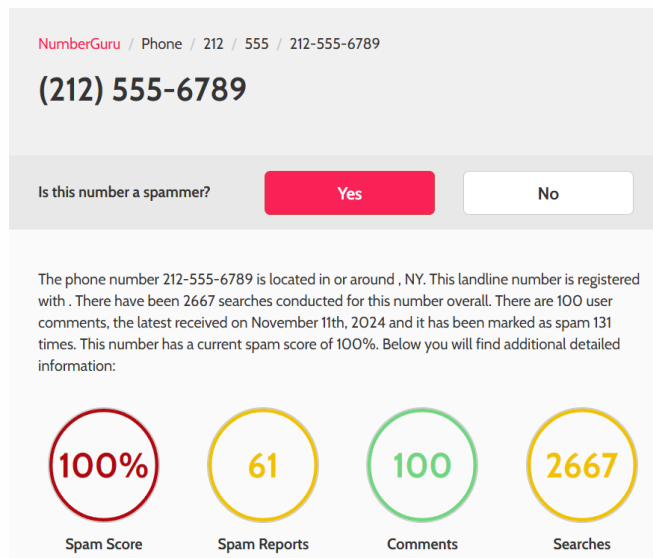 NumberGuru / Phone / 212 / 555 / 212-555-6789
(212) 555-6789
Is this number a spammer? Yes No
The phone number 212-555-6789 is located in or around , NY. This landline number is registered
with . There have been 2667 searches conducted for this number overall. There are 100 user
comments, the latest received on November 11th, 2024 and it has been marked as spam 131
times. This number has a current spam score of 100%. Below you will find additional detailed
information:
100% 61 100 2667
Spam Score Spam Reports Comments Searches